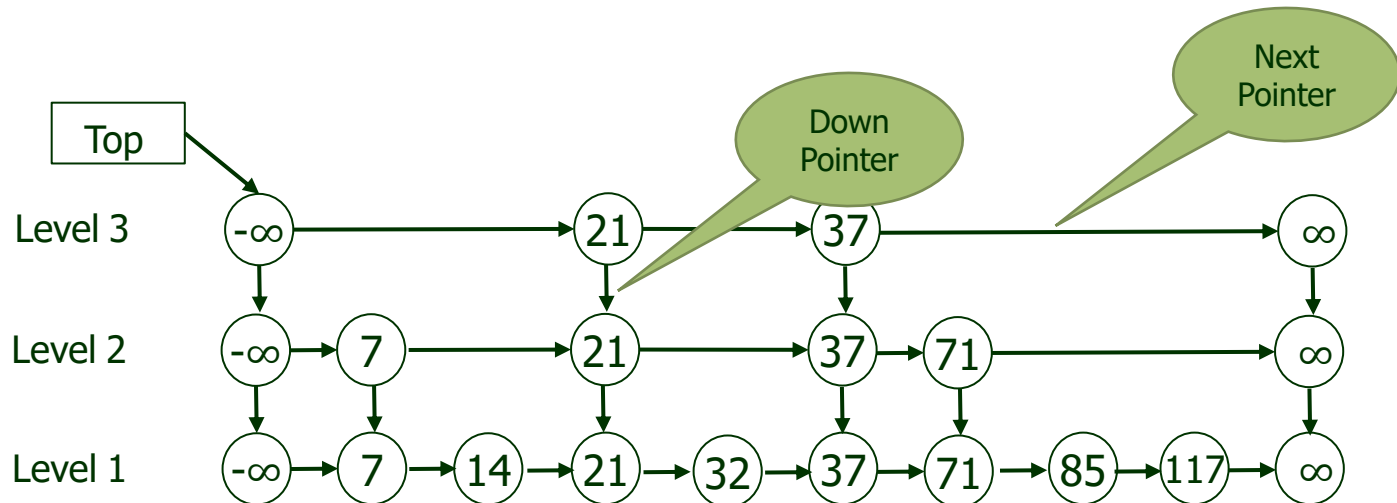 Next
Pointer
Down
Pointer
Top
Level 3
-∞ 21 37 ∞
Level 2
-∞ 7 21 37 71 ∞
Level 1
-∞ 7 14 21 32 37 71 85 117 ∞